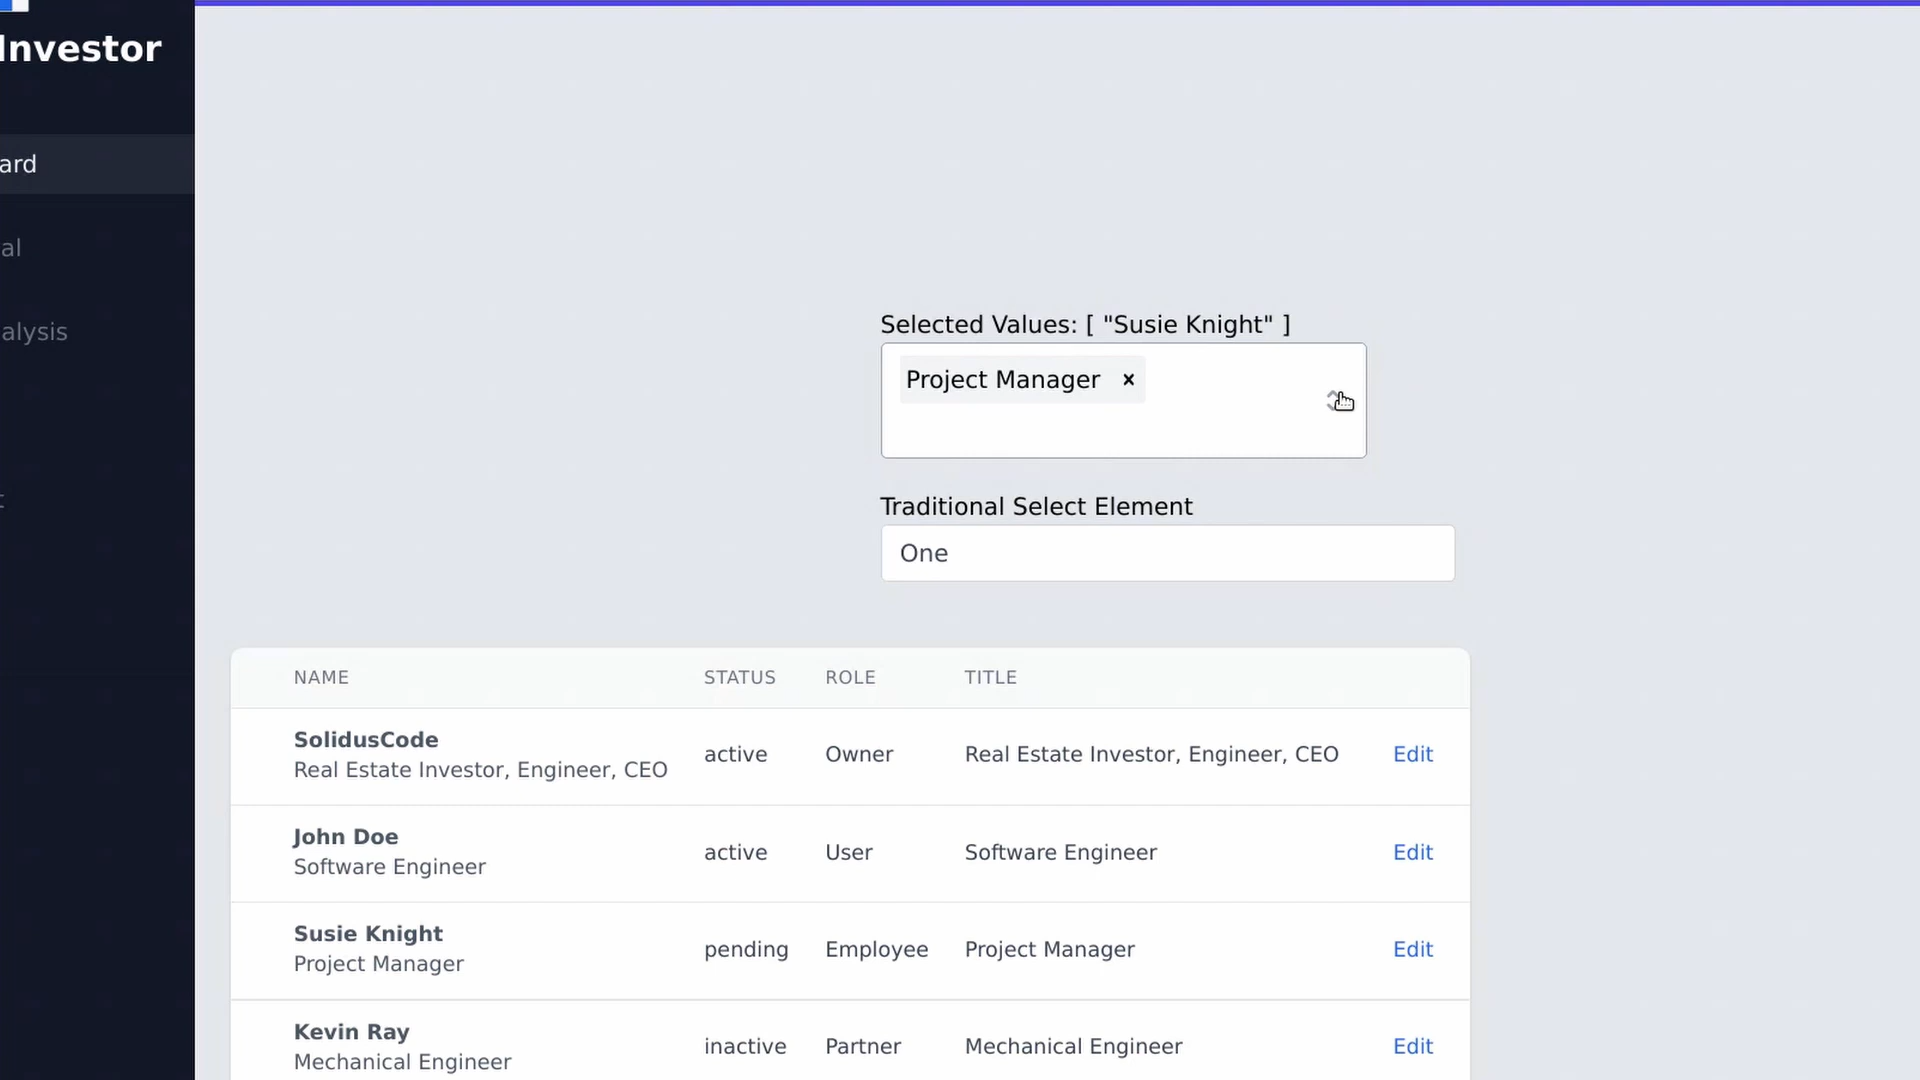 Investor
ard
al
alysis
Selected Values: [ "Susie Knight" ]
Project Manager ×
Traditional Select Element
One
NAME STATUS ROLE TITLE
SolidusCode
Real Estate Investor, Engineer, CEO active Owner Real Estate Investor, Engineer, CEO Edit
John Doe
Software Engineer active User Software Engineer Edit
Susie Knight
Project Manager pending Employee Project Manager Edit
Kevin Ray
Mechanical Engineer inactive Partner Mechanical Engineer Edit